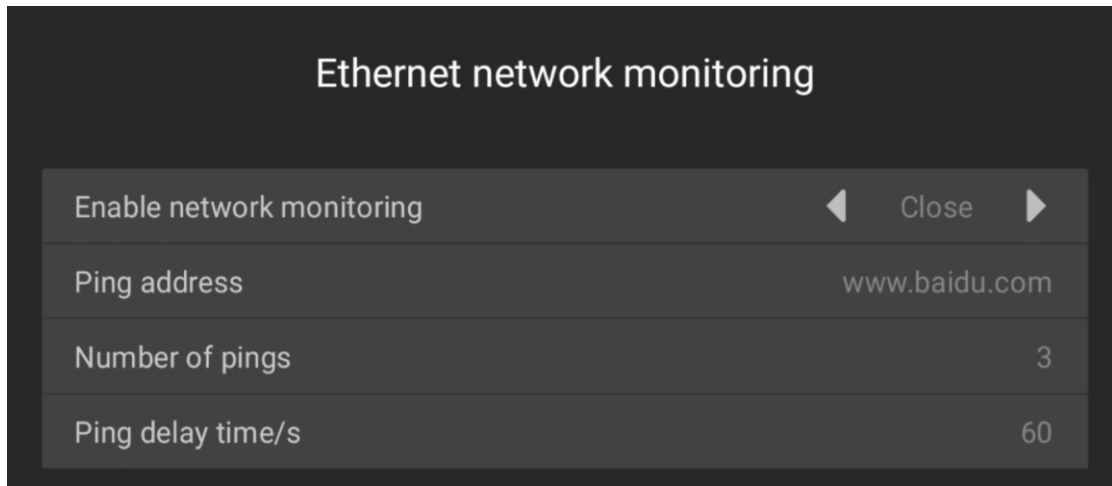 Ethernet network monitoring
Enable network monitoring Close
Ping address www.baidu.com
Number of pings 3
Ping delay time/s 60